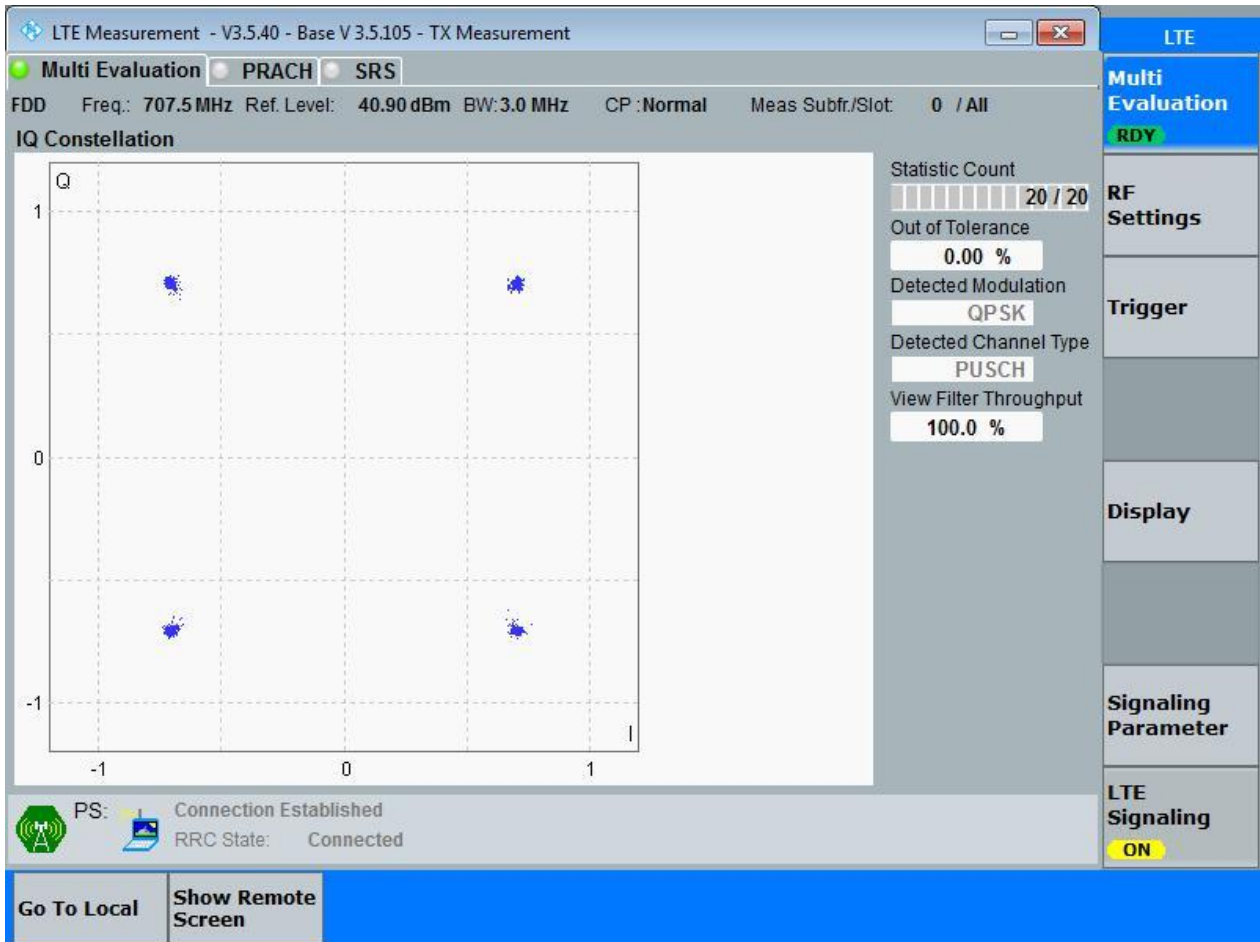 LTE Measurement - V3.5.40 - Base V 3.5.105 - TX Measurement
LTE
Multi Evaluation PRACH SRS
FDD Freq.: 707.5 MHz Ref. Level: 40.90 dBm BW: 3.0 MHz CP : Normal Meas Subfr./Slot: 0 / All
IQ Constellation
Q
1
0
-1
I
-1 0 1
Statistic Count
20 / 20
Out of Tolerance
0.00 %
Detected Modulation
QPSK
Detected Channel Type
PUSCH
View Filter Throughput
100.0 %
Multi
Evaluation
RDY
RF
Settings
Trigger
Display
Signaling
Parameter
LTE
Signaling
ON
PS: Connection Established
RRC State: Connected
Go To Local
Show Remote
Screen